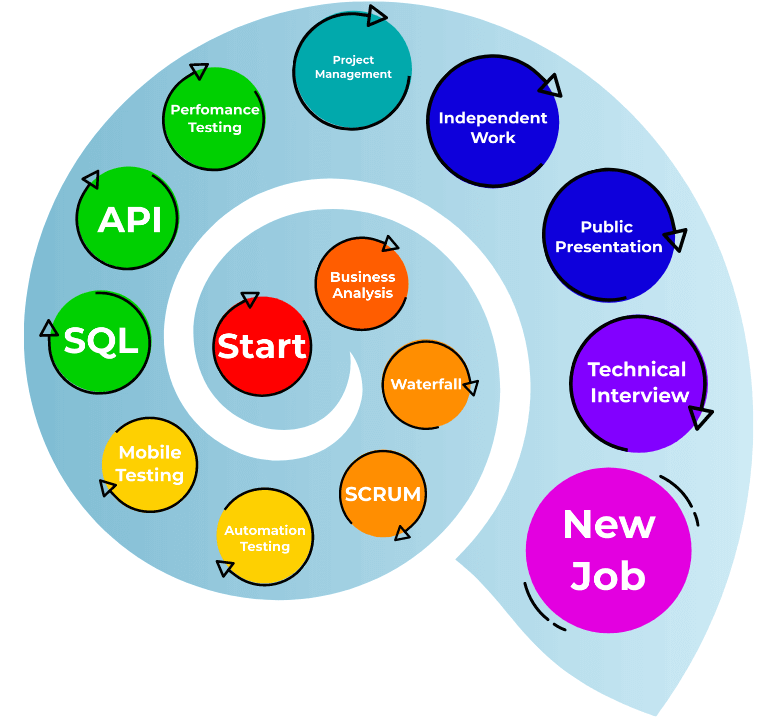 Start
Business
Analysis
Waterfall
SCRUM
Automation
Testing
Mobile
Testing
SQL
API
Perfomance
Testing
Project
Management
Independent
Work
Public
Presentation
Technical
Interview
New
Job